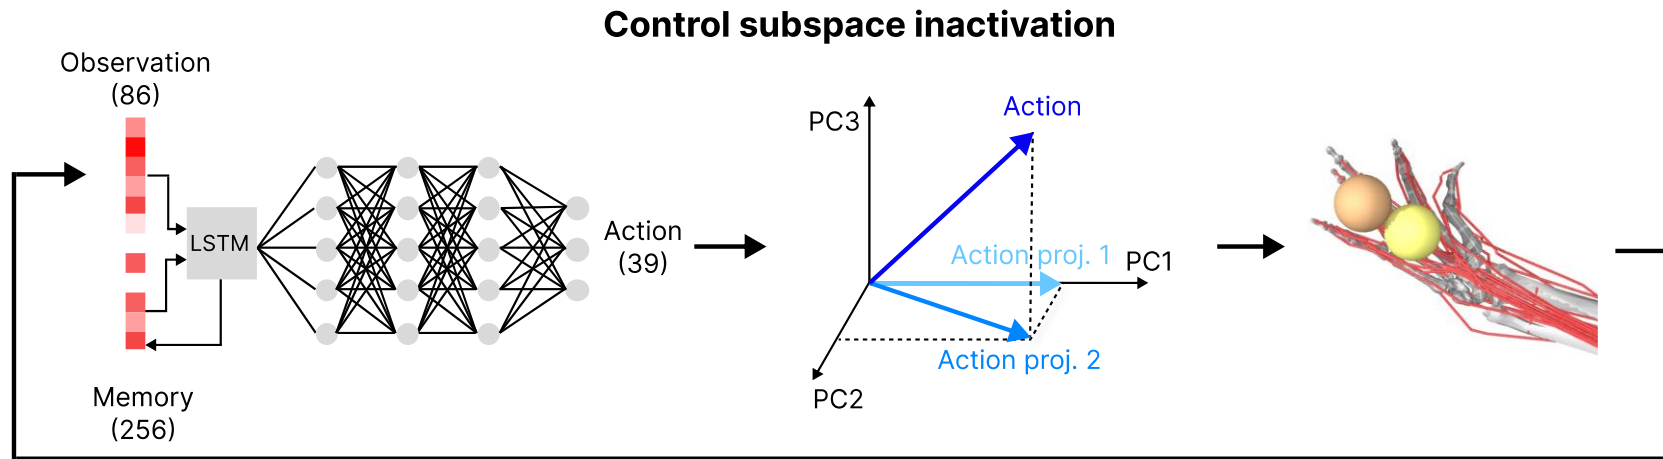 Control subspace inactivation
Observation
(86)
LSTM
Memory
(256)
Action
(39)
PC3
Action
Action proj. 1
PC1
Action proj. 2
PC2